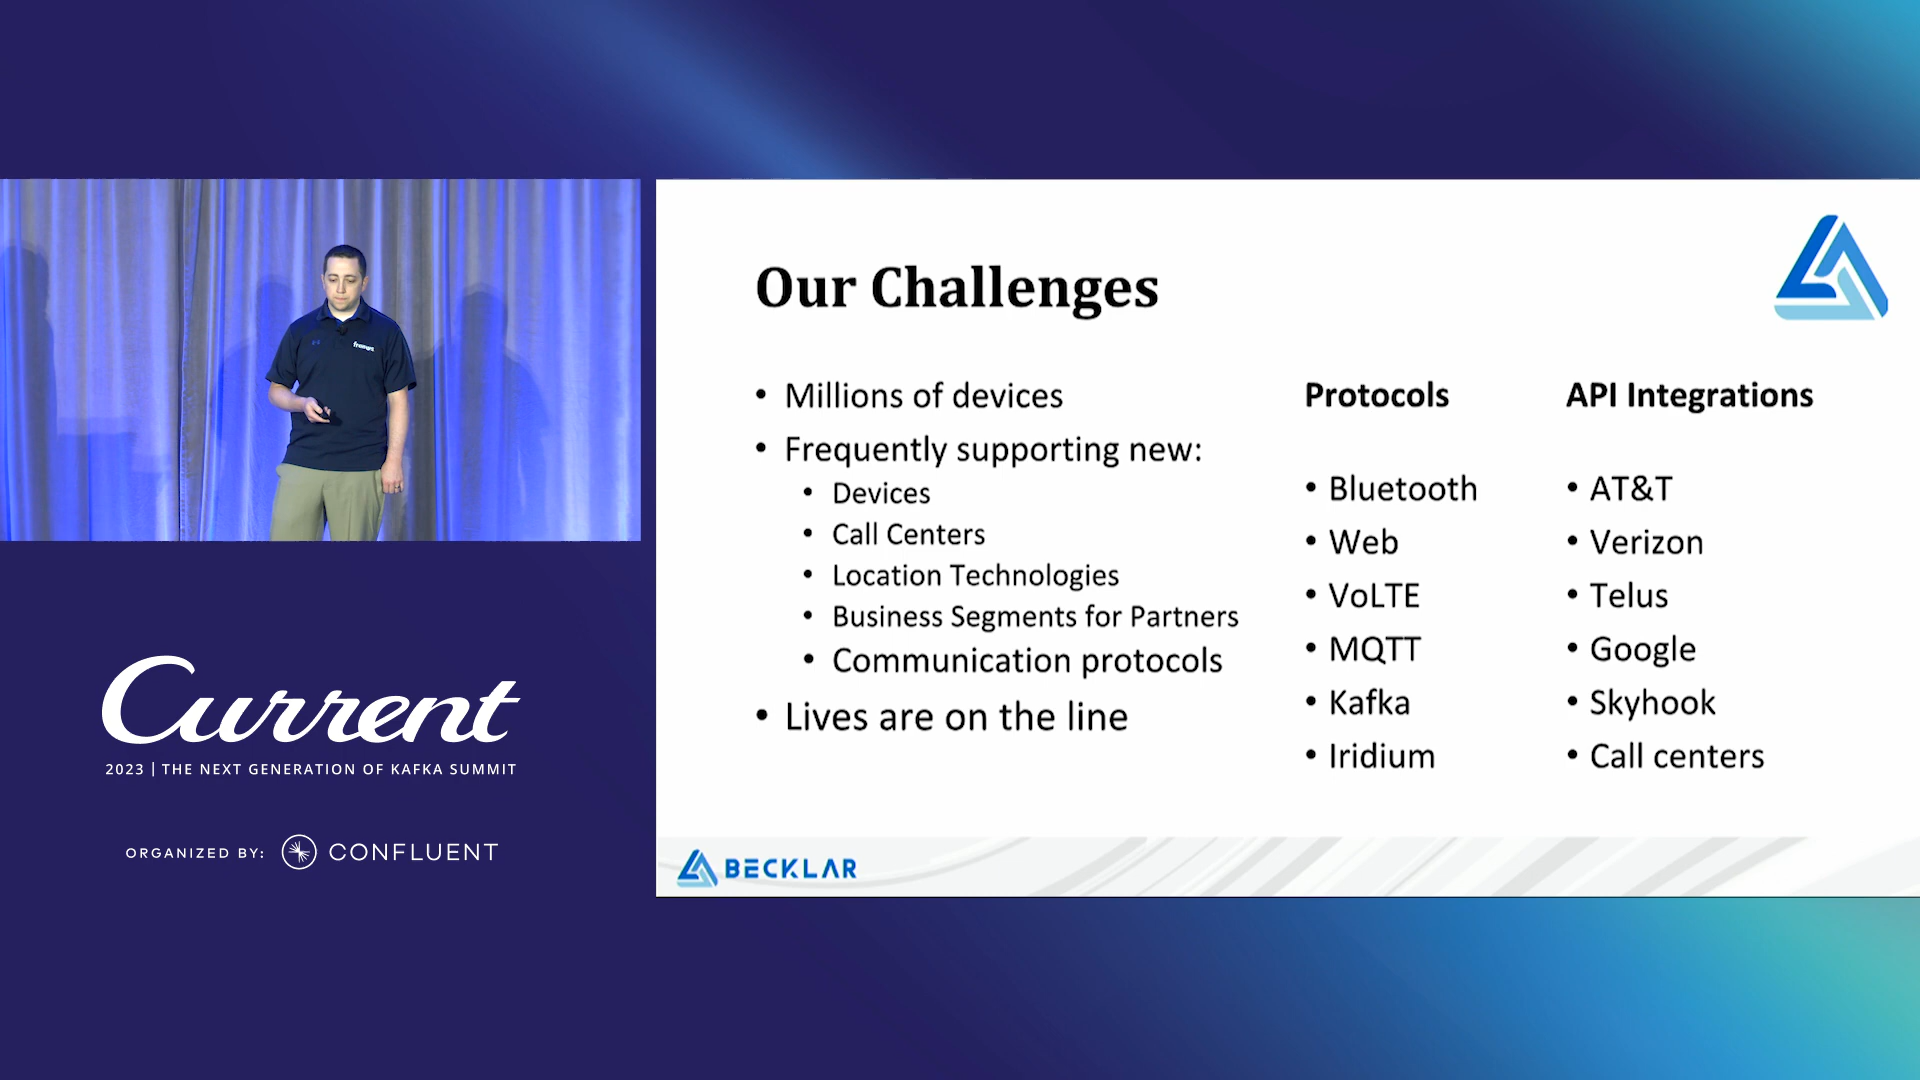 Our Challenges
• Millions of devices
• Frequently supporting new:
• Devices
• Call Centers
• Location Technologies
• Business Segments for Partners
• Communication protocols
• Lives are on the line
Protocols
• Bluetooth
• Web
• VoLTE
• MQTT
• Kafka
• Iridium
API Integrations
• AT&T
• Verizon
• Telus
• Google
• Skyhook
• Call centers
BECKLAR
Current
2023 | THE NEXT GENERATION OF KAFKA SUMMIT
ORGANIZED BY: CONFLUENT